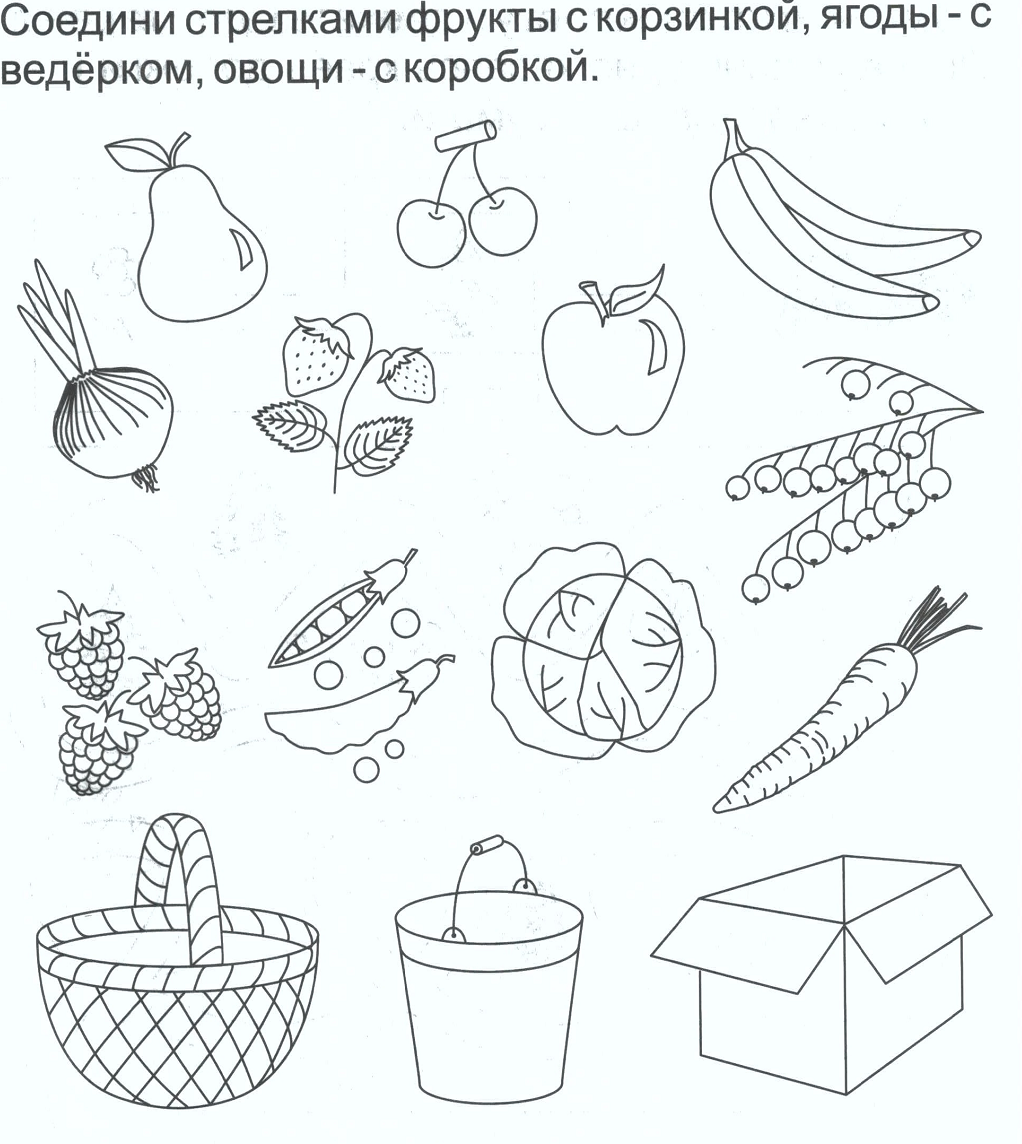 Соедини стрелками фрукты с корзинкой, ягоды - с
ведёрком, овощи - с коробкой.